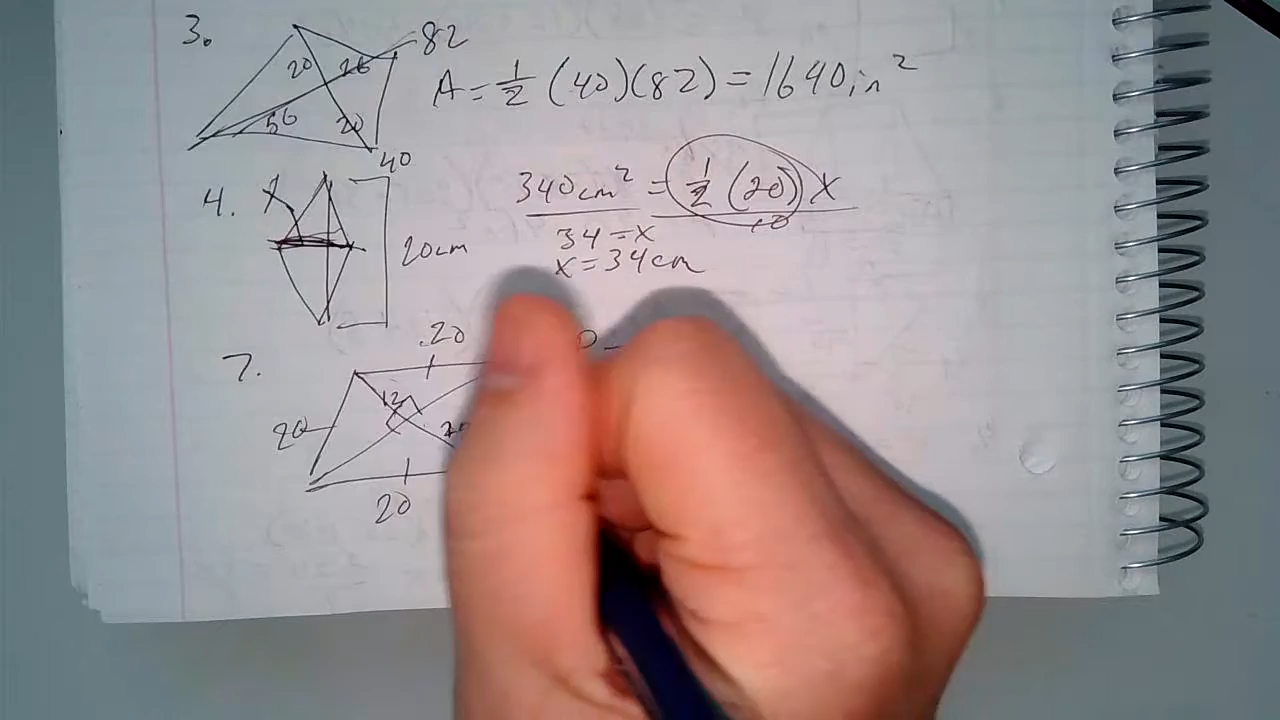 3.
82
20 26
56 20
40
A = 1/2 (40)(82) = 1640 in²
4. X
20cm
340cm² = 1/2 (20) X
10
34 = X
X = 34cm
7.
20
12
20
20